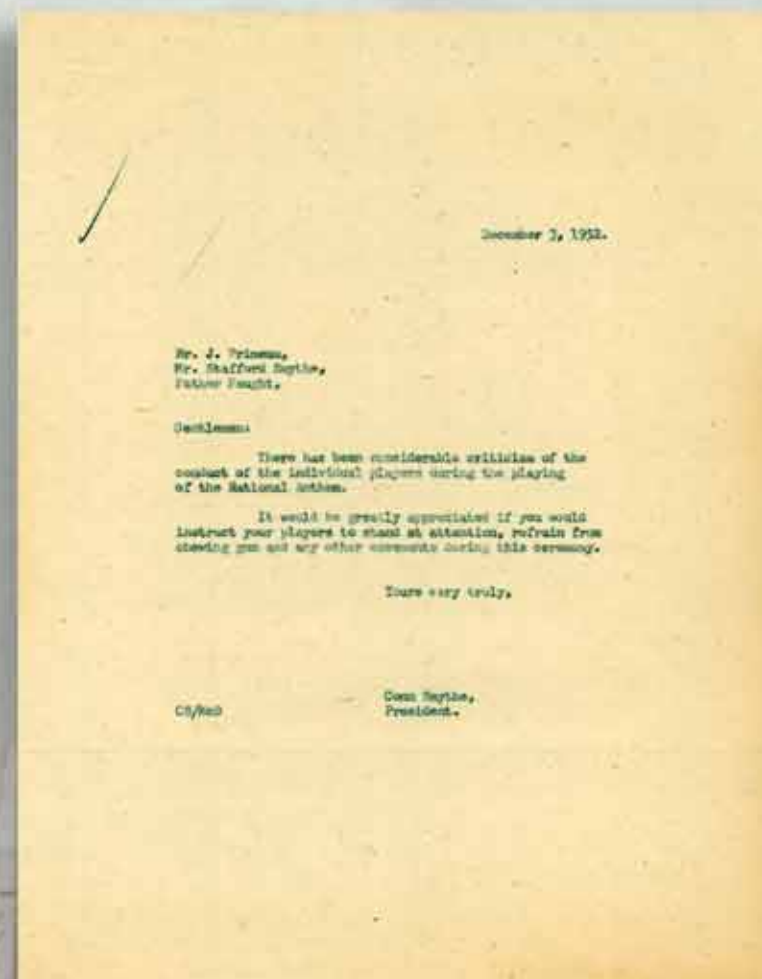 December 3, 1952.
Mr. J. Primeau,
Mr. Stafford Smythe,
Father Faught.
Gentlemen:
There has been considerable criticism of the
conduct of the individual players during the playing
of the National Anthem.
It would be greatly appreciated if you would
instruct your players to stand at attention, refrain from
chewing gum and any other movements during this ceremony.
Yours very truly,
Conn Smythe,
President.